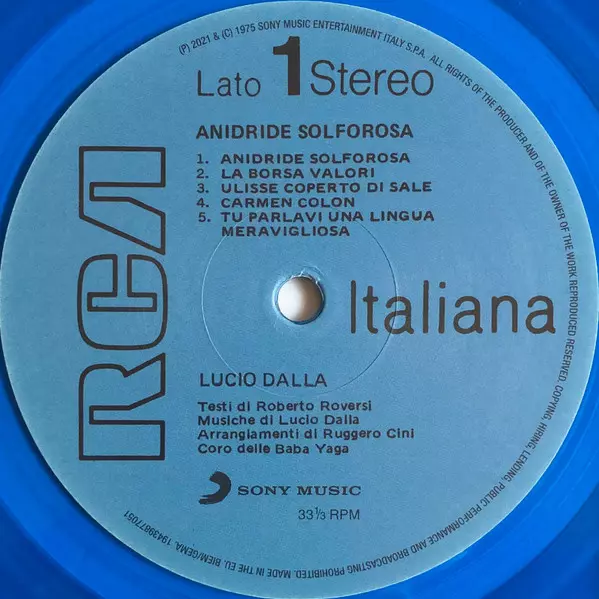 (P) 2021 & (C) 1975 SONY MUSIC ENTERTAINMENT ITALY S.P.A. ALL RIGHTS OF THE PRODUCER AND OF THE OWNER OF THE WORK REPRODUCED RESERVED. COPYING, HIRING, LENDING, PUBLIC PERFORMANCE AND BROADCASTING PROHIBITED. MADE IN THE EU. BIEM/GEMA. 19439877051
Lato 1 Stereo
ANIDRIDE SOLFOROSA
1. ANIDRIDE SOLFOROSA
2. LA BORSA VALORI
3. ULISSE COPERTO DI SALE
4. CARMEN COLON
5. TU PARLAVI UNA LINGUA
MERAVIGLIOSA
RCA
Italiana
LUCIO DALLA
Testi di Roberto Roversi
Musiche di Lucio Dalla
Arrangiamenti di Ruggero Cini
Coro delle Baba Yaga
SONY MUSIC
33⅓ RPM